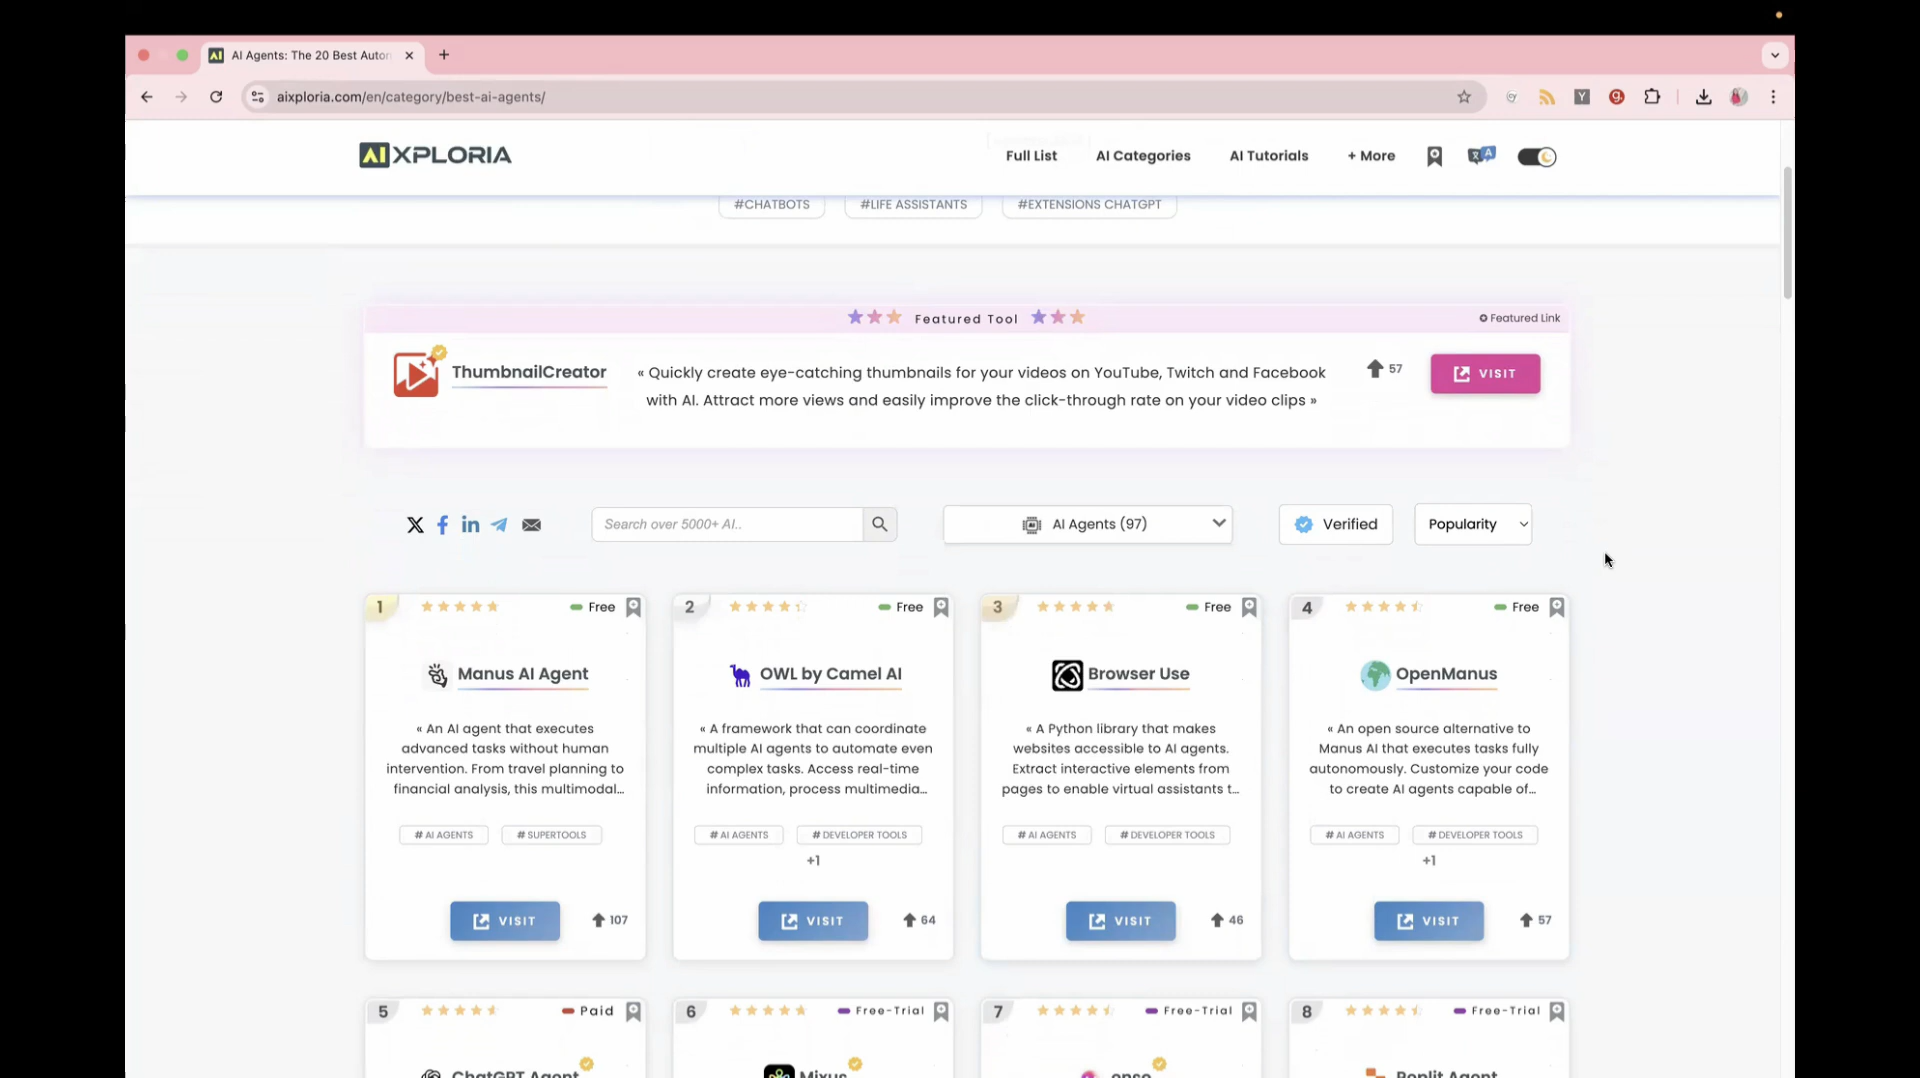 AI Agents: The 20 Best Auton
aixploria.com/en/category/best-ai-agents/
AIXPLORIA
Full List
AI Categories
AI Tutorials
+ More
#CHATBOTS
#LIFE ASSISTANTS
#EXTENSIONS CHATGPT
Featured Tool
Featured Link
ThumbnailCreator
« Quickly create eye-catching thumbnails for your videos on YouTube, Twitch and Facebook
with AI. Attract more views and easily improve the click-through rate on your video clips »
57
VISIT
Search over 5000+ AI..
AI Agents (97)
Verified
Popularity
1
Free
Manus AI Agent
« An AI agent that executes
advanced tasks without human
intervention. From travel planning to
financial analysis, this multimodal...
# AI AGENTS
# SUPERTOOLS
VISIT
107
2
Free
OWL by Camel AI
« A framework that can coordinate
multiple AI agents to automate even
complex tasks. Access real-time
information, process multimedia...
# AI AGENTS
# DEVELOPER TOOLS
+1
VISIT
64
3
Free
Browser Use
« A Python library that makes
websites accessible to AI agents.
Extract interactive elements from
pages to enable virtual assistants t...
# AI AGENTS
# DEVELOPER TOOLS
VISIT
46
4
Free
OpenManus
« An open source alternative to
Manus AI that executes tasks fully
autonomously. Customize your code
to create AI agents capable of...
# AI AGENTS
# DEVELOPER TOOLS
+1
VISIT
57
5
Paid
ChatGPT Agent
6
Free-Trial
Mixus
7
Free-Trial
enso
8
Free-Trial
Replit Agent